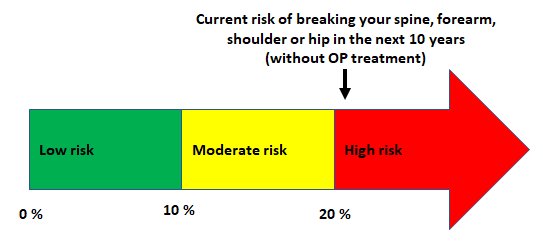 Current risk of breaking your spine, forearm,
shoulder or hip in the next 10 years
(without OP treatment)
Low risk
Moderate risk
High risk
0 %
10 %
20 %